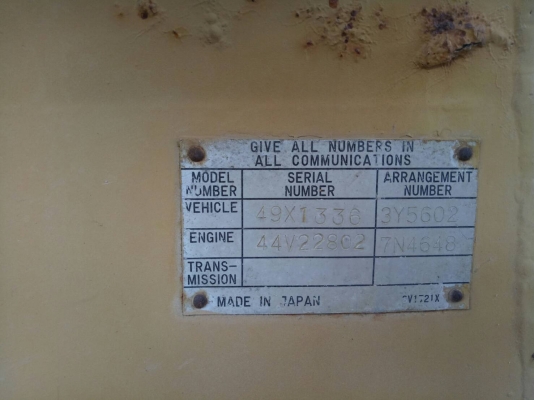 GIVE ALL NUMBERS IN
ALL COMMUNICATIONS
MODEL NUMBER SERIAL NUMBER ARRANGEMENT NUMBER
VEHICLE 49X1336 3Y5602
ENGINE 44V22862 7N4648
TRANS-
MISSION
MADE IN JAPAN